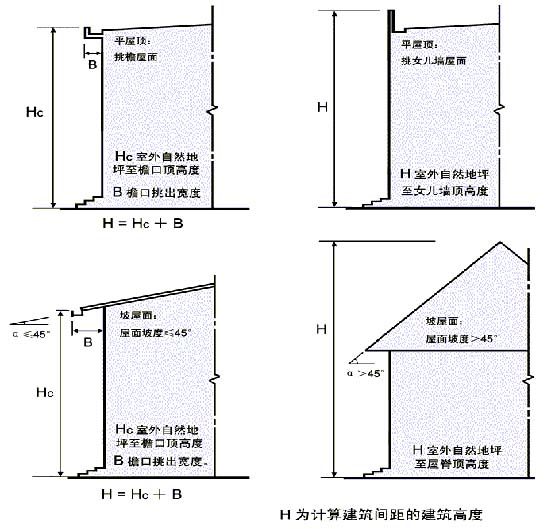 平屋顶:
挑檐屋面
B
Hc
Hc 室外自然地
坪至檐口顶高度
B 檐口挑出宽度
H = Hc + B
平屋顶:
挑女儿墙屋面
H
H 室外自然地坪
至女儿墙顶高度
α ≤45°
B
坡屋面:
屋面坡度≤45°
Hc
Hc 室外自然地
坪至檐口顶高度
B 檐口挑出宽度。
H = Hc + B
H
坡屋面:
屋面坡度>45°
α >45°
H 室外自然地坪
至屋脊顶高度
H 为计算建筑间距的建筑高度